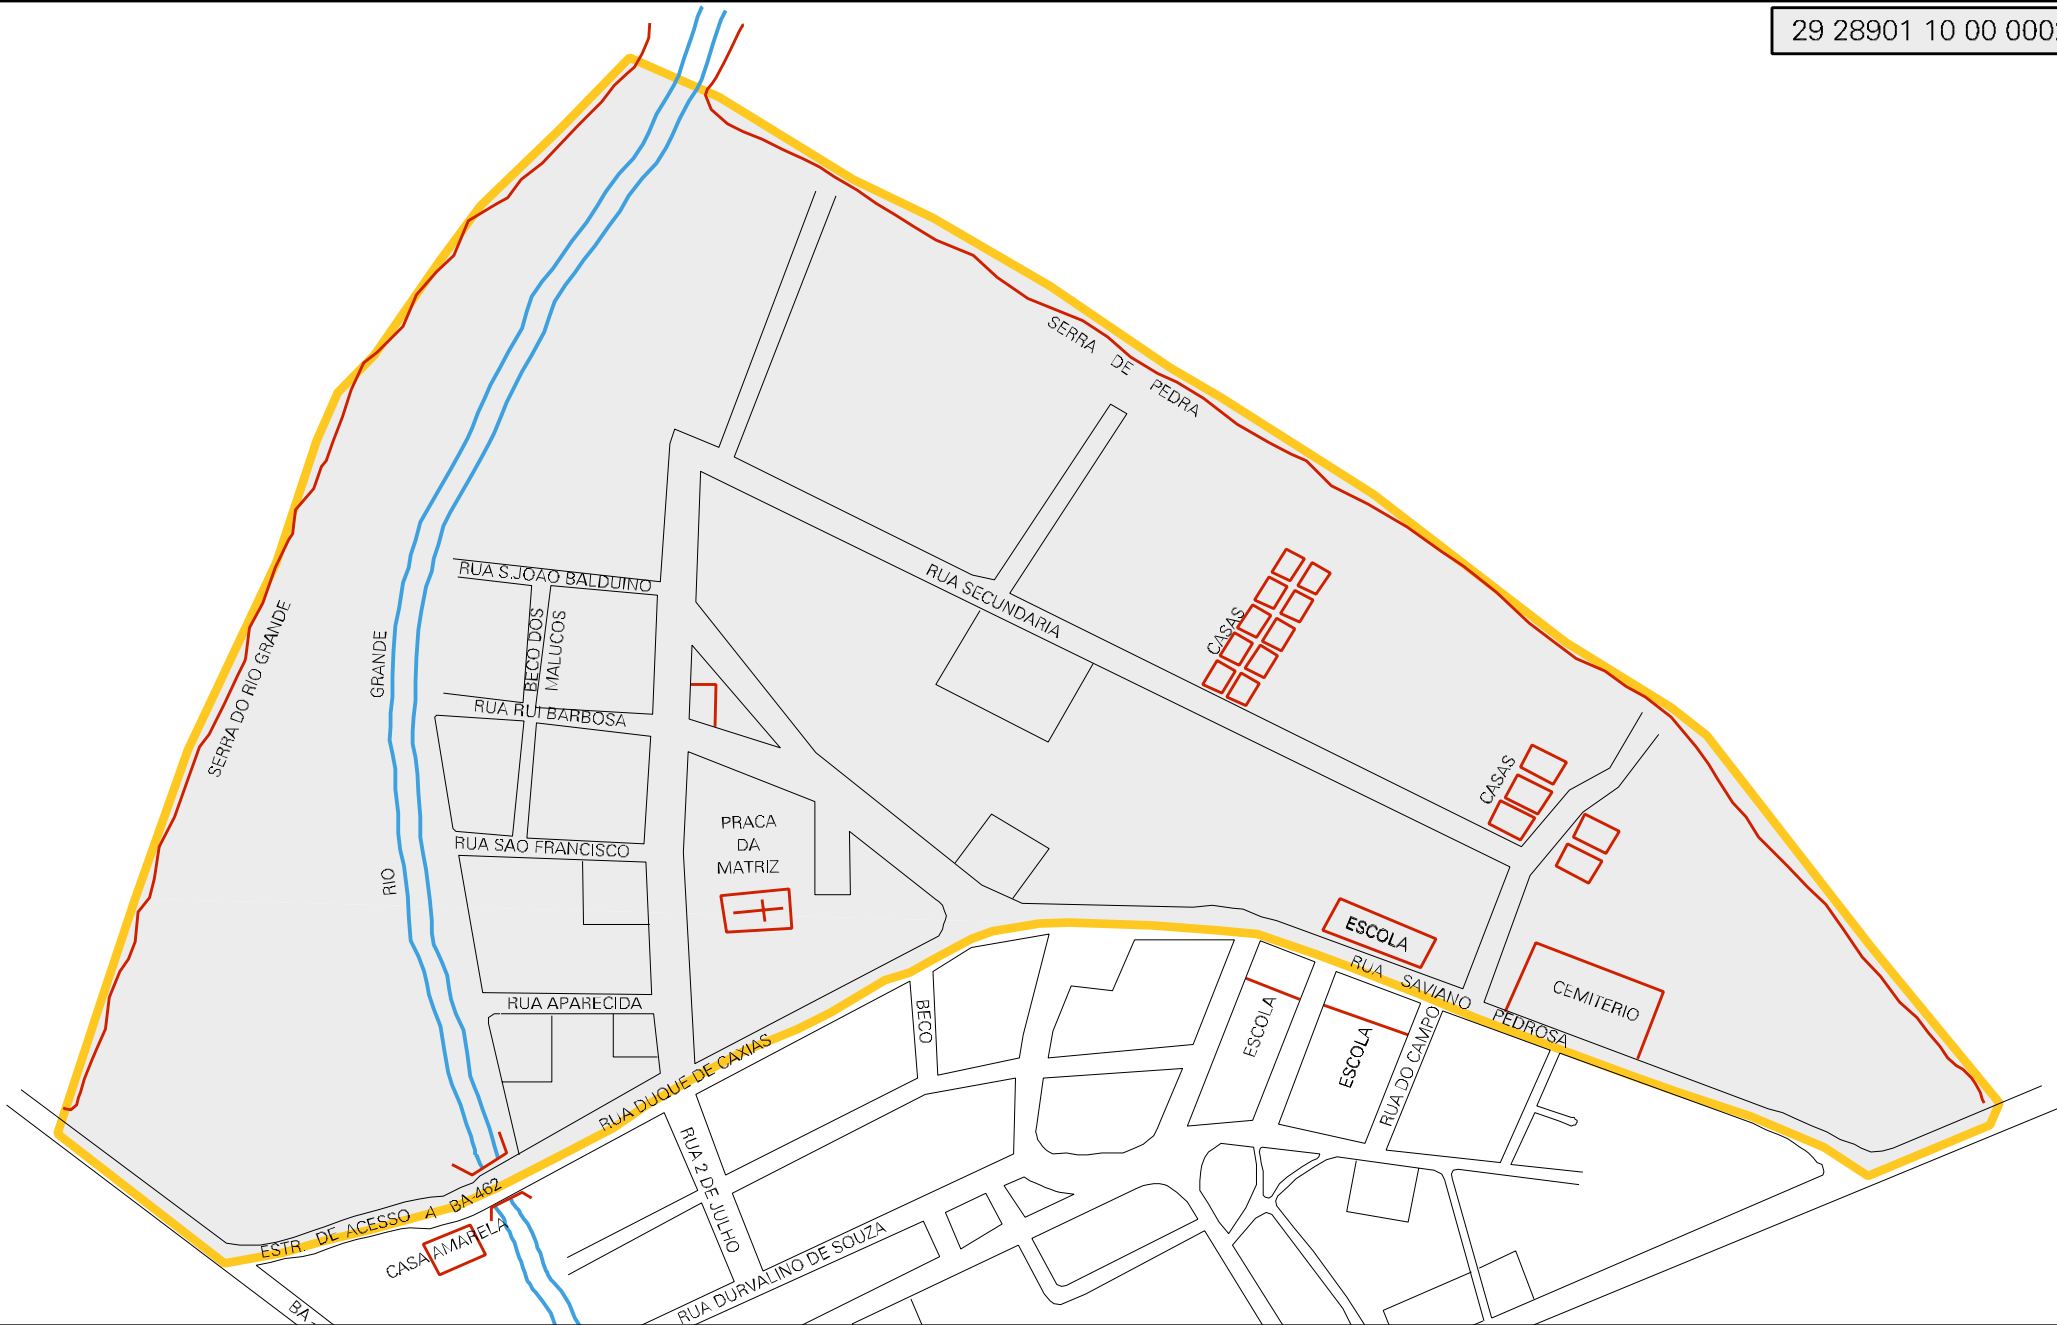 29 28901 10 00 000
SERRA DE PEDRA
RUA S.JOAO BALDUINO
BECO DOS
MALUCOS
RUA SECUNDARIA
CASAS
SERRA DO RIO GRANDE
RIO GRANDE
RUA RUI BARBOSA
CASAS
PRACA
DA
MATRIZ
RUA SAO FRANCISCO
ESCOLA
RUA SAVIANO PEDROSA
CEMITERIO
RUA APARECIDA
BECO
ESCOLA
ESCOLA
RUA DO CAMPO
RUA DUQUE DE CAXIAS
RUA 2 DE JULHO
ESTR. DE ACESSO A BA-462
CASA AMARELA
RUA DURVALINO DE SOUZA
BA-